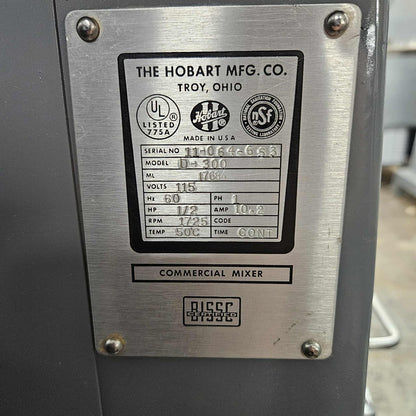 THE HOBART MFG. CO.
TROY, OHIO
UL
LISTED
775A
H
Hobart
nsf
MADE IN U.S.A
SERIAL NO 11-064-663
MODEL D-300
ML
VOLTS 115
Hz 60 PH 1
HP 1/2 AMP 10.2
RPM 1725 CODE
TEMP 50C TIME CONT
COMMERCIAL MIXER
BISSC
CERTIFIED